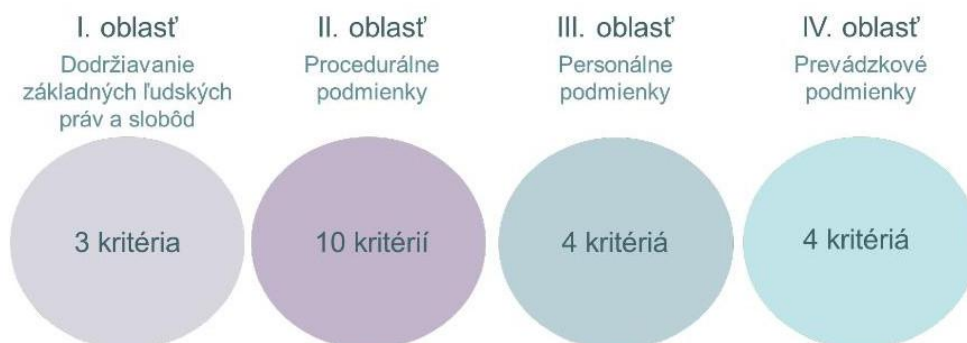 I. oblasť
Dodržiavanie
základných ľudských
práv a slobôd
3 kritéria
II. oblasť
Procedurálne
podmienky
10 kritérií
III. oblasť
Personálne
podmienky
4 kritériá
IV. oblasť
Prevádzkové
podmienky
4 kritériá